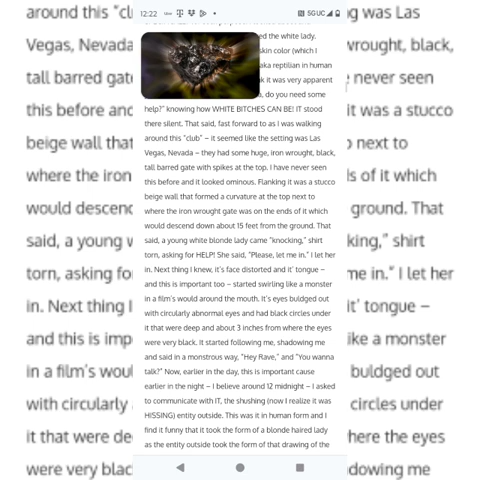 12:22
5G UC
ed the white lady.
skin color (which I
aka reptilian in human
k it was very apparent
a, do you need some
help?" knowing how WHITE BITCHES CAN BE! IT stood
there silent. That said, fast forward to as I was walking
around this "club" – it seemed like the setting was Las
Vegas, Nevada – they had some huge, iron wrought, black,
tall barred gate with spikes at the top. I have never seen
this before and it looked ominous. Flanking it was a stucco
beige wall that formed a curvature at the top next to
where the iron wrought gate was on the ends of it which
would descend about 15 feet from the ground. That
said, a young white blonde lady came "knocking," shirt
torn, asking for HELP! She said, "Please, let me in." I let her
in. Next thing I knew, it's face distorted and it' tongue –
and this is important too – started swirling like a monster
in a film's would around the mouth. It's eyes buldged out
with circularly abnormal eyes and had black circles under
it that were deep and about 3 inches from where the eyes
were very black. It started following me, shadowing me
and said in a monstrous way, "Hey Rave," and "You wanna
talk?" Now, earlier in the day, this is important cause
earlier in the night – I believe around 12 midnight – I asked
to communicate with IT, the shushing (now I realize it was
HISSING) entity outside. This was it in human form and I
find it funny that it took the form of a blonde haired lady
as the entity outside took the form of that drawing of the